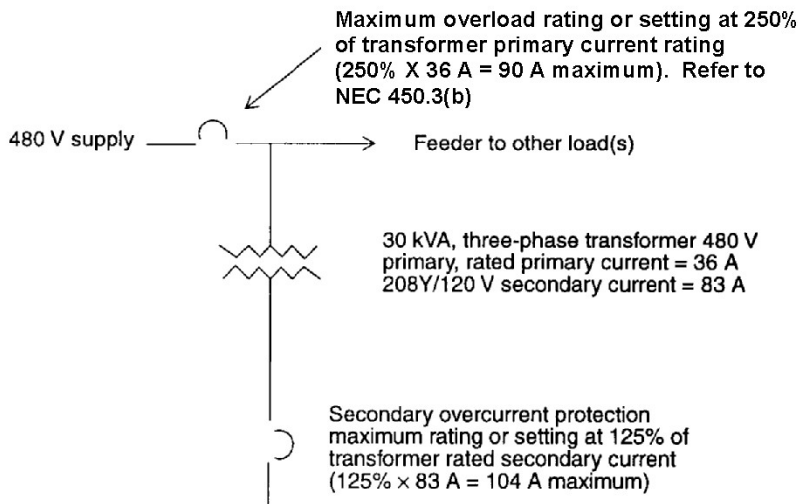 Maximum overload rating or setting at 250%
of transformer primary current rating
(250% X 36 A = 90 A maximum).  Refer to
NEC 450.3(b)
480 V supply
Feeder to other load(s)
30 kVA, three-phase transformer 480 V
primary, rated primary current = 36 A
208Y/120 V secondary current = 83 A
Secondary overcurrent protection
maximum rating or setting at 125% of
transformer rated secondary current
(125% × 83 A = 104 A maximum)